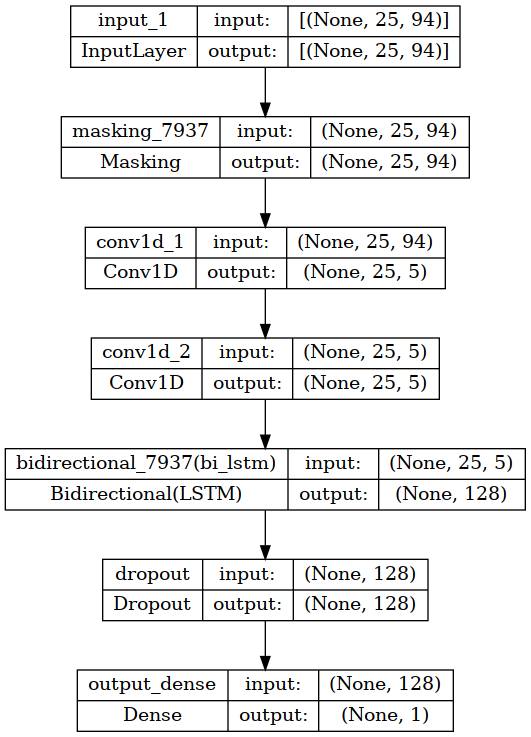 input_1 input: [(None, 25, 94)]
InputLayer output: [(None, 25, 94)]
masking_7937 input: (None, 25, 94)
Masking output: (None, 25, 94)
conv1d_1 input: (None, 25, 94)
Conv1D output: (None, 25, 5)
conv1d_2 input: (None, 25, 5)
Conv1D output: (None, 25, 5)
bidirectional_7937(bi_lstm) input: (None, 25, 5)
Bidirectional(LSTM) output: (None, 128)
dropout input: (None, 128)
Dropout output: (None, 128)
output_dense input: (None, 128)
Dense output: (None, 1)